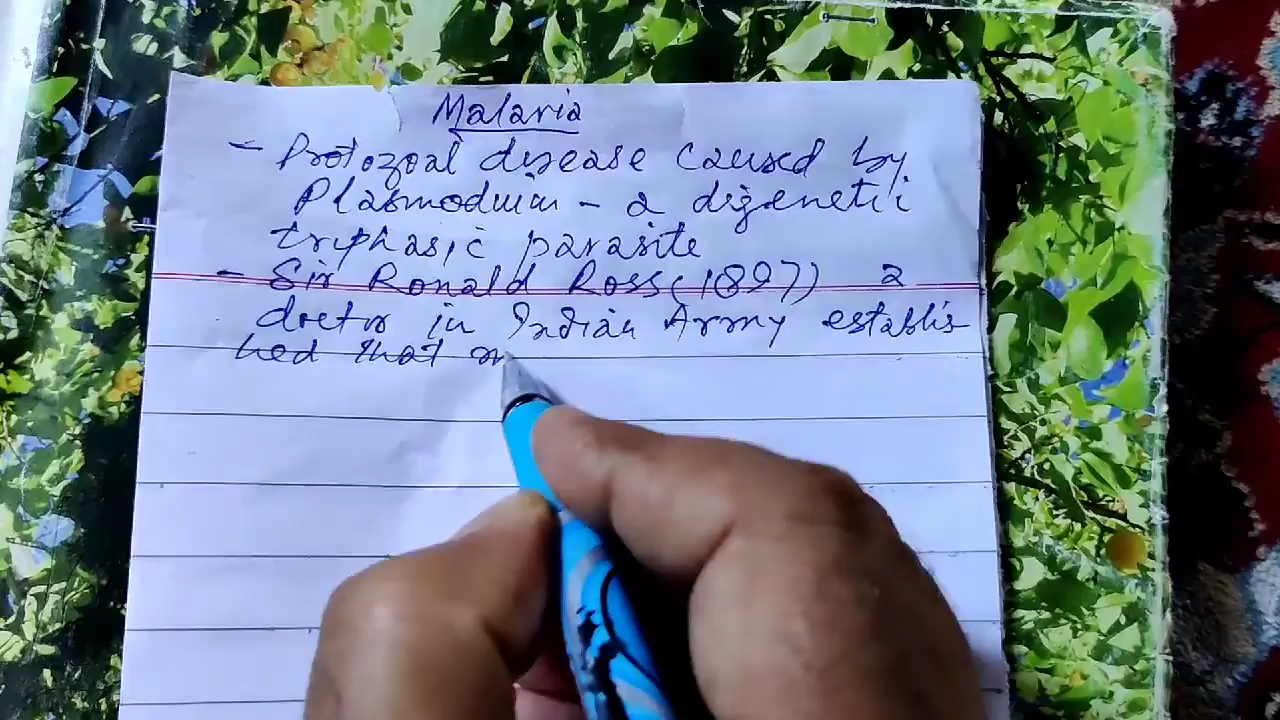 Malaria
- Protozoal disease caused by
Plasmodium - a digenetic
triphasic parasite
- Sir Ronald Ross (1897) a
doctor in Indian Army establis
hed that m